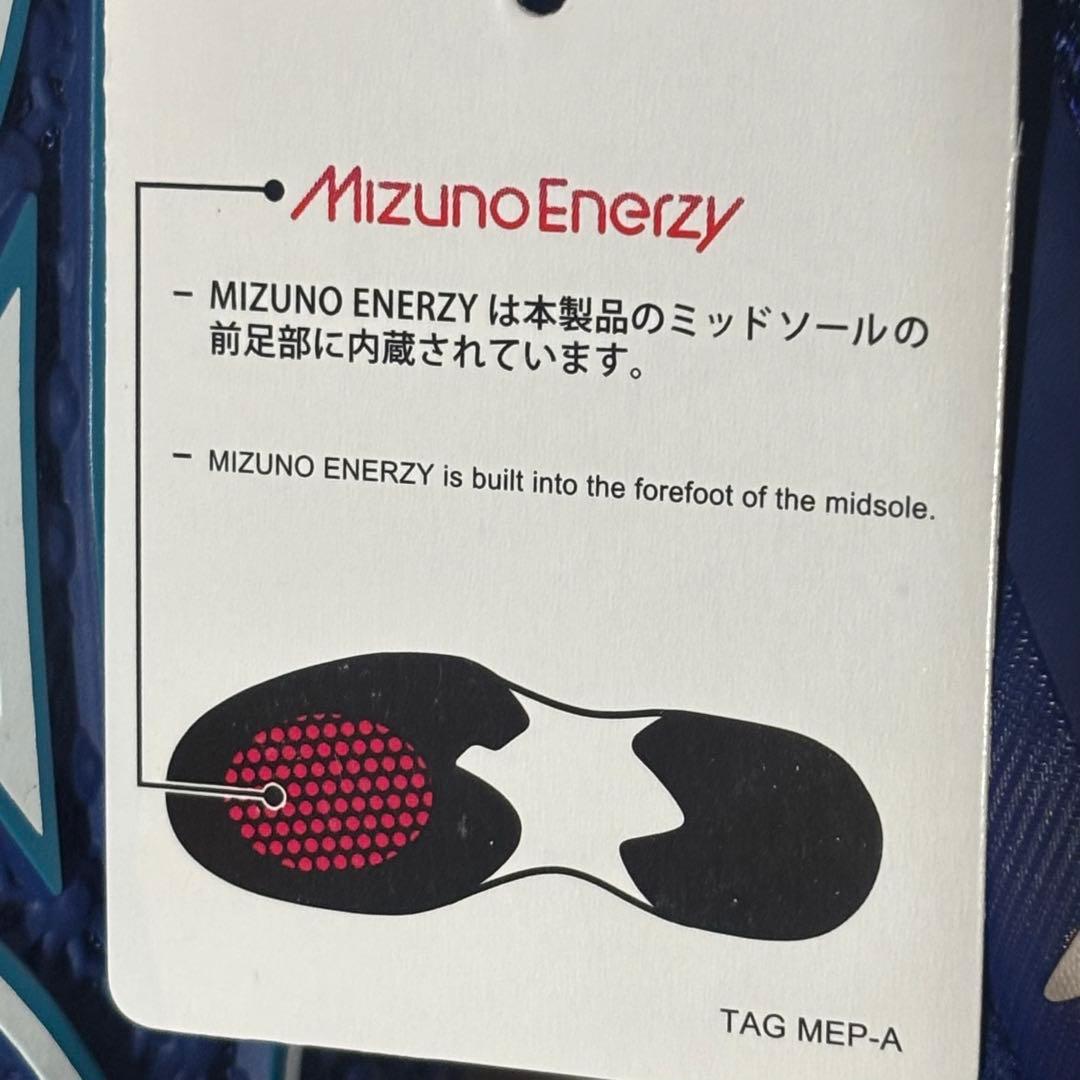 Mizuno Enerzy
– MIZUNO ENERZY は本製品のミッドソールの
前足部に内蔵されています。
– MIZUNO ENERZY is built into the forefoot of the midsole.
TAG MEP-A